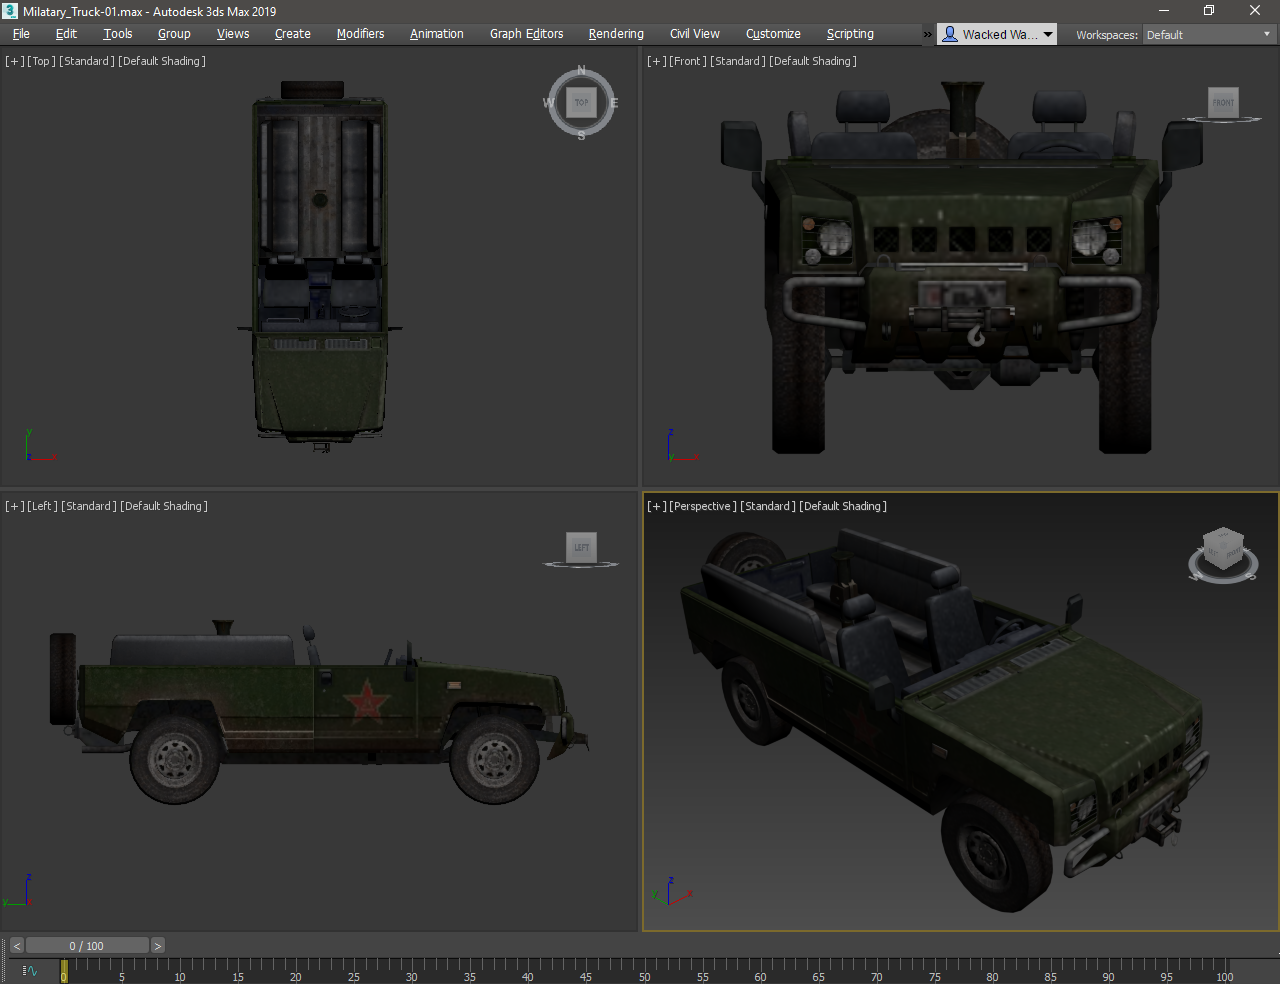 Milatary_Truck-01.max - Autodesk 3ds Max 2019
File Edit Tools Group Views Create Modifiers Animation Graph Editors Rendering Civil View Customize Scripting » Wacked Wa... Workspaces: Default
[+] [Top ] [Standard ] [Default Shading ]
N
W TOP E
S
y
z x
[+] [Front ] [Standard ] [Default Shading ]
FRONT
z
y x
[+] [Left ] [Standard ] [Default Shading ]
LEFT
z
y x
[+] [Perspective ] [Standard ] [Default Shading ]
W S
z
y x
< 0 / 100 >
0 5 10 15 20 25 30 35 40 45 50 55 60 65 70 75 80 85 90 95 100